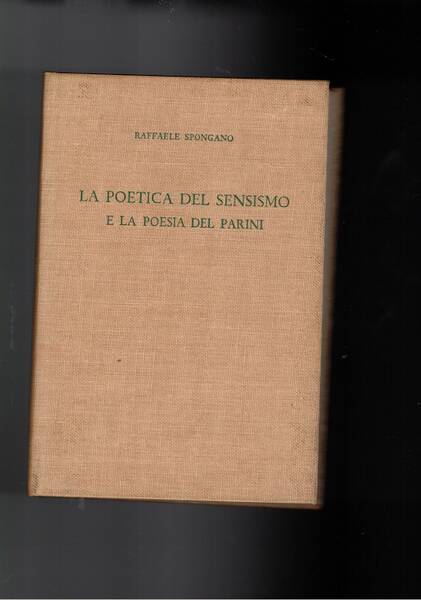 RAFFAELE SPONGANO
LA POETICA DEL SENSISMO
E LA POESIA DEL PARINI